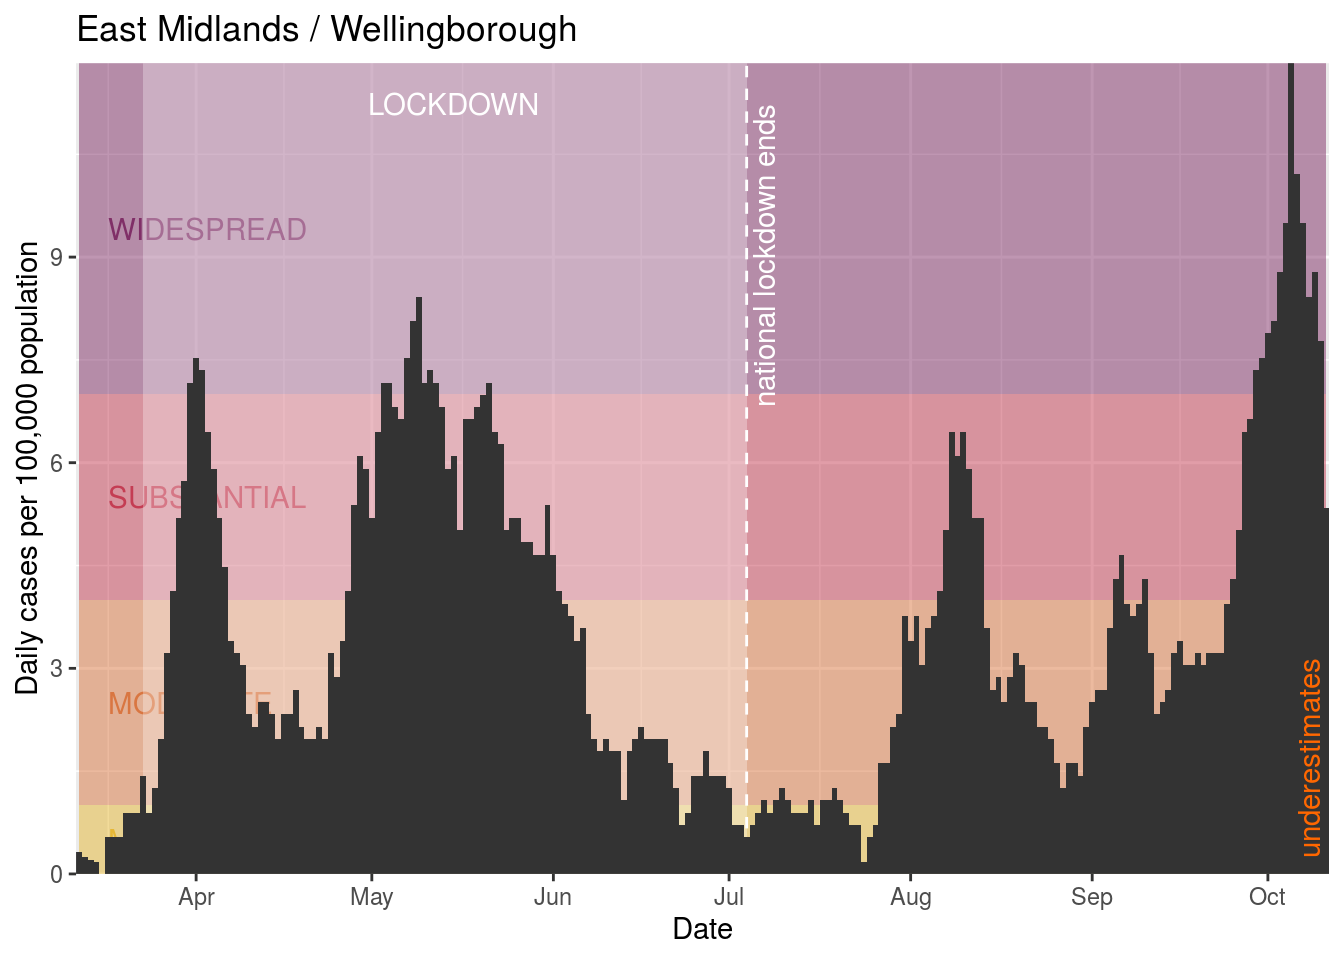 East Midlands / Wellingborough
LOCKDOWN
national lockdown ends
WIDESPREAD
SUBSTANTIAL
underestimates
Daily cases per 100,000 population
9
6
3
0
Apr
May
Jun
Jul
Aug
Sep
Oct
Date